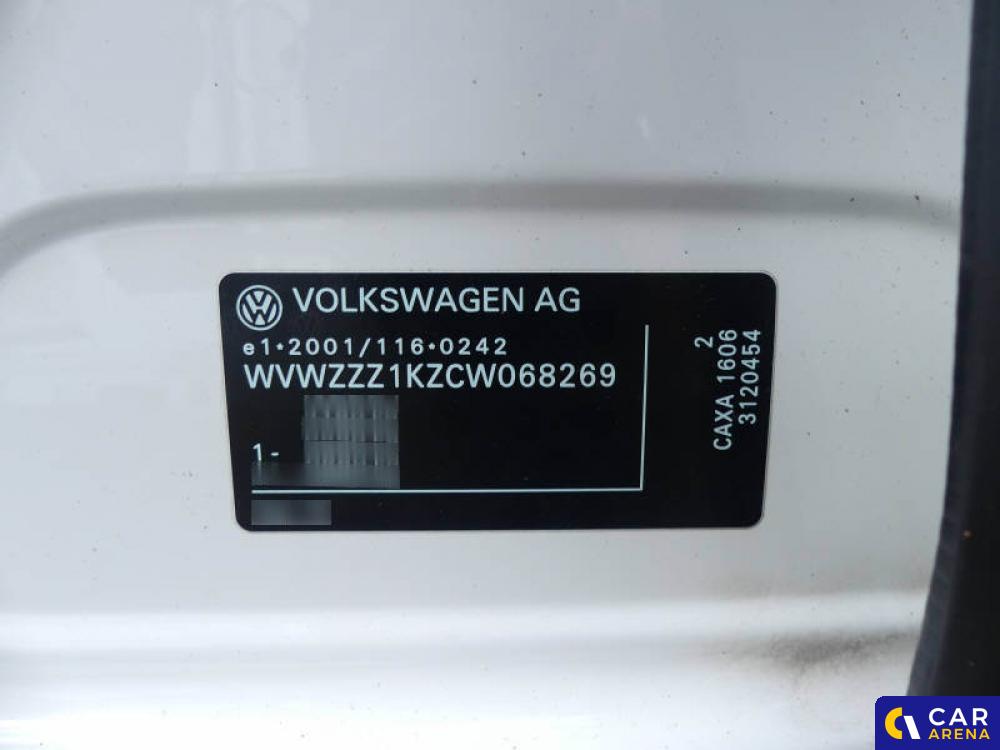 VOLKSWAGEN AG
e1*2001/116*0242
WVWZZZ1KZCW068269
1-
2
CAXA 1606
3120454
CAR
ARENA